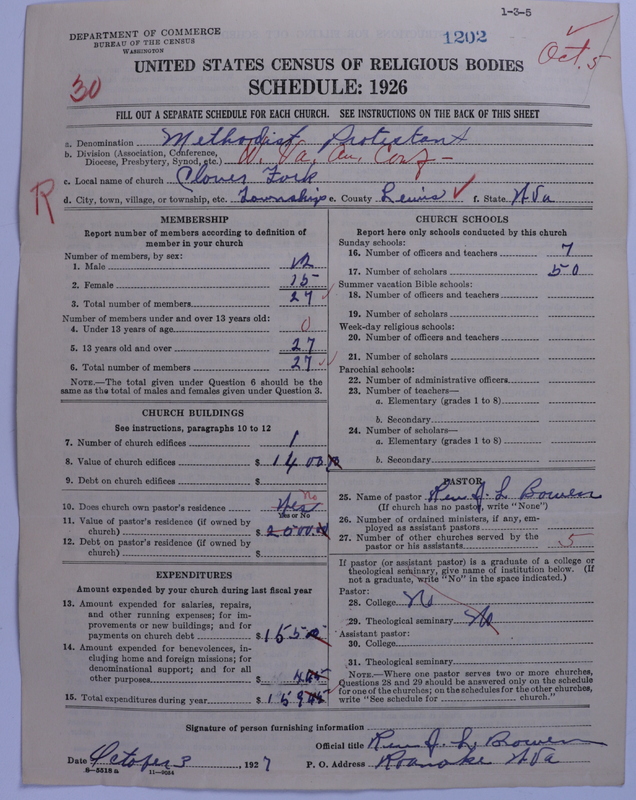 1-3-5
DEPARTMENT OF COMMERCE
BUREAU OF THE CENSUS
WASHINGTON
1202
Oct. 5
30
UNITED STATES CENSUS OF RELIGIOUS BODIES
SCHEDULE: 1926
FILL OUT A SEPARATE SCHEDULE FOR EACH CHURCH. SEE INSTRUCTIONS ON THE BACK OF THIS SHEET
a. Denomination Methodist Protestant
b. Division (Association, Conference,
Diocese, Presbytery, Synod, etc.) W. Va. An. Conf-
c. Local name of church Clover Fork
R
d. City, town, village, or township, etc. Township e. County Lewis f. State W Va
MEMBERSHIP
Report number of members according to definition of
member in your church
Number of members, by sex:
1. Male 12
2. Female 15
3. Total number of members 27
Number of members under and over 13 years old:
4. Under 13 years of age 0
5. 13 years old and over 27
6. Total number of members 27
NOTE.—The total given under Question 6 should be the
same as the total of males and females given under Question 3.
CHURCH BUILDINGS
See instructions, paragraphs 10 to 12
7. Number of church edifices 1
8. Value of church edifices $ 1400.00
9. Debt on church edifices $
10. Does church own pastor's residence Yes No
Yes or No
11. Value of pastor's residence (if owned by
church) $ 2000.00
12. Debt on pastor's residence (if owned by
church) $
EXPENDITURES
Amount expended by your church during last fiscal year
13. Amount expended for salaries, repairs,
and other running expenses; for im-
provements or new buildings; and for
payments on church debt $ 155
14. Amount expended for benevolences, in-
cluding home and foreign missions; for
denominational support; and for all
other purposes $
15. Total expenditures during year $
CHURCH SCHOOLS
Report here only schools conducted by this church
Sunday schools:
16. Number of officers and teachers 7
17. Number of scholars 50
Summer vacation Bible schools:
18. Number of officers and teachers
19. Number of scholars
Week-day religious schools:
20. Number of officers and teachers
21. Number of scholars
Parochial schools:
22. Number of administrative officers
23. Number of teachers—
a. Elementary (grades 1 to 8)
b. Secondary
24. Number of scholars—
a. Elementary (grades 1 to 8)
b. Secondary
PASTOR
25. Name of pastor Rev J. L. Bowen
(If church has no pastor, write "None")
26. Number of ordained ministers, if any, em-
ployed as assistant pastors
27. Number of other churches served by the
pastor or his assistants 5
If pastor (or assistant pastor) is a graduate of a college or
theological seminary, give name of institution below. (If
not a graduate, write "No" in the space indicated.)
Pastor:
28. College No
29. Theological seminary No
Assistant pastor:
30. College
31. Theological seminary
NOTE.—Where one pastor serves two or more churches,
Questions 28 and 29 should be answered only on the schedule
for one of the churches; on the schedules for the other churches,
write "See schedule for church."
Signature of person furnishing information
Official title Rev. J. L. Bowen
Date October 3, 1927 P. O. Address Roanoke W Va
8-5518 a 11-9034